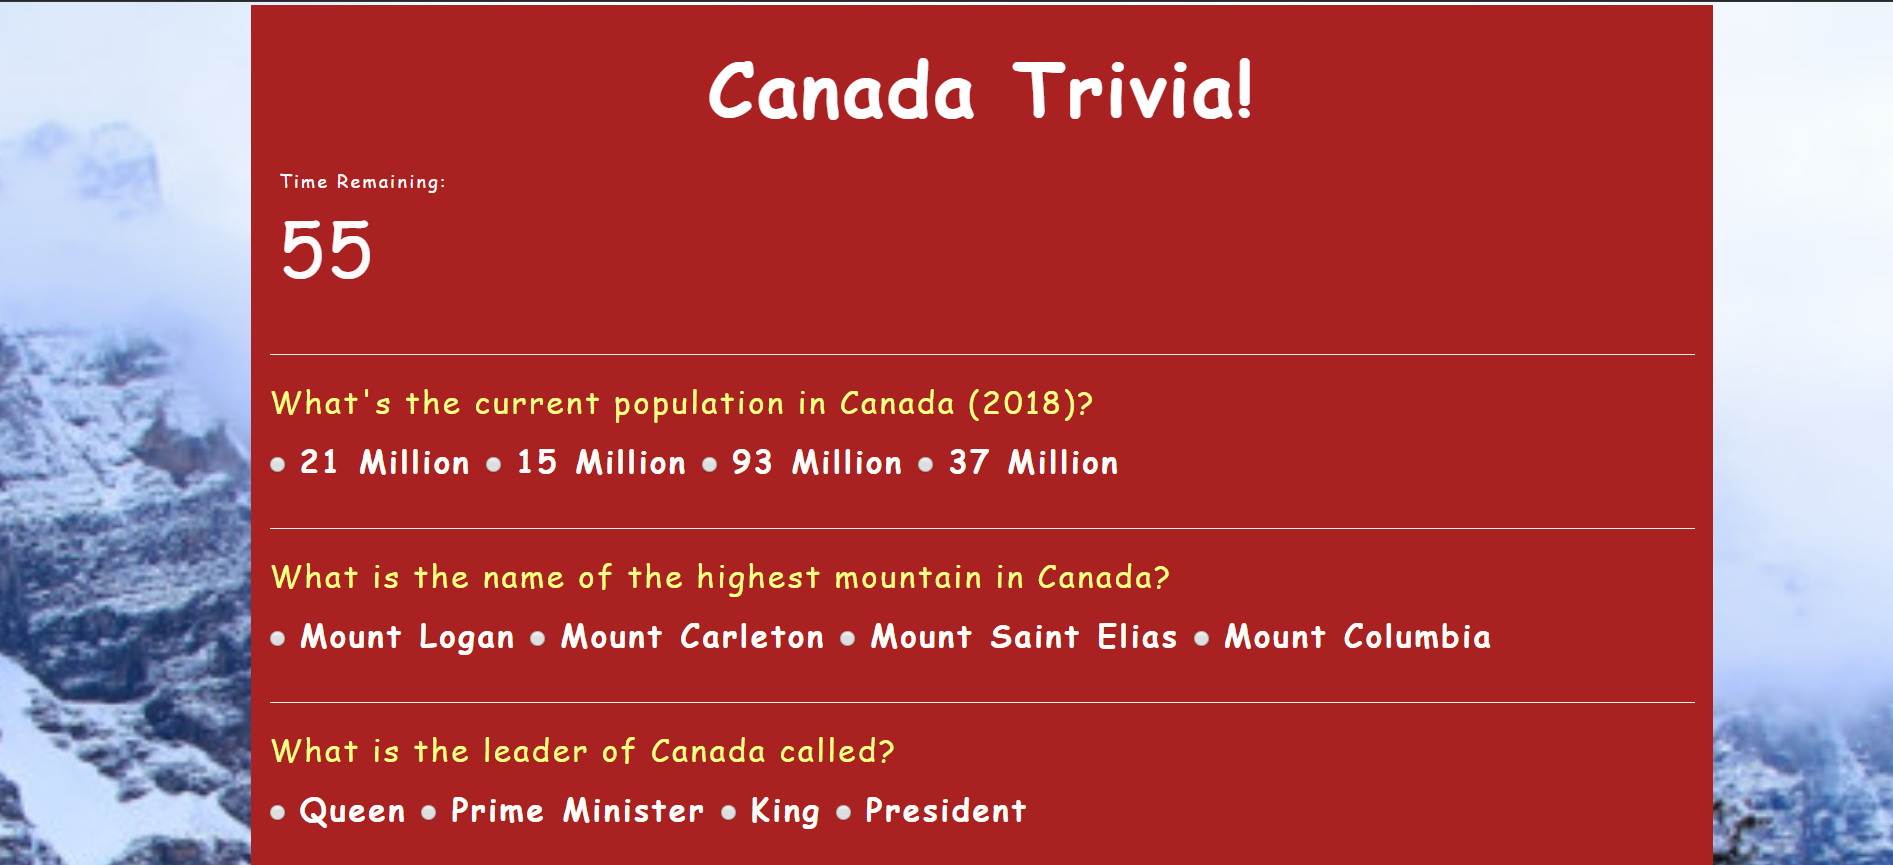 Canada Trivia!
Time Remaining:
55
What's the current population in Canada (2018)?
21 Million 15 Million 93 Million 37 Million
What is the name of the highest mountain in Canada?
Mount Logan Mount Carleton Mount Saint Elias Mount Columbia
What is the leader of Canada called?
Queen Prime Minister King President